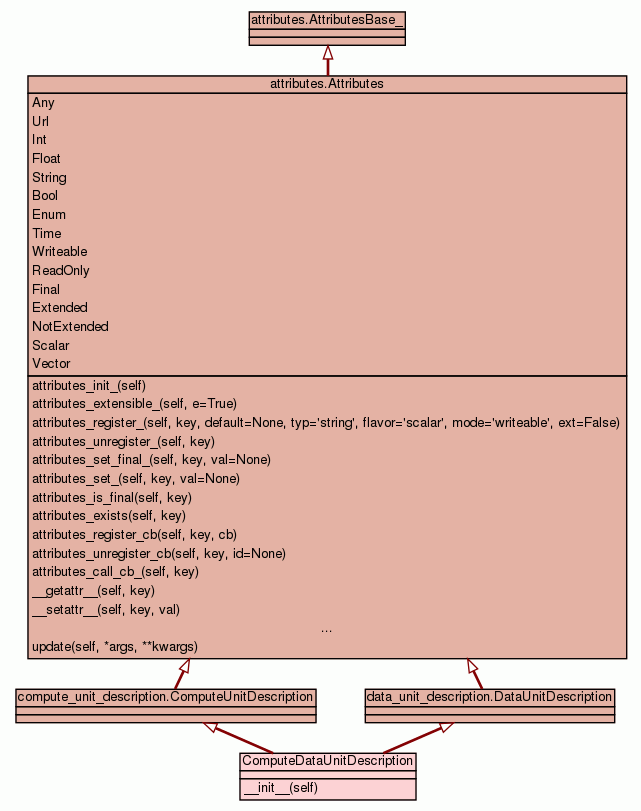 attributes.AttributesBase_
attributes.Attributes
Any
Url
Int
Float
String
Bool
Enum
Time
Writeable
ReadOnly
Final
Extended
NotExtended
Scalar
Vector
attributes_init_(self)
attributes_extensible_(self, e=True)
attributes_register_(self, key, default=None, typ='string', flavor='scalar', mode='writeable', ext=False)
attributes_unregister_(self, key)
attributes_set_final_(self, key, val=None)
attributes_set_(self, key, val=None)
attributes_is_final(self, key)
attributes_exists(self, key)
attributes_register_cb(self, key, cb)
attributes_unregister_cb(self, key, id=None)
attributes_call_cb_(self, key)
__getattr__(self, key)
__setattr__(self, key, val)
...
update(self, *args, **kwargs)
compute_unit_description.ComputeUnitDescription
data_unit_description.DataUnitDescription
ComputeDataUnitDescription
__init__(self)